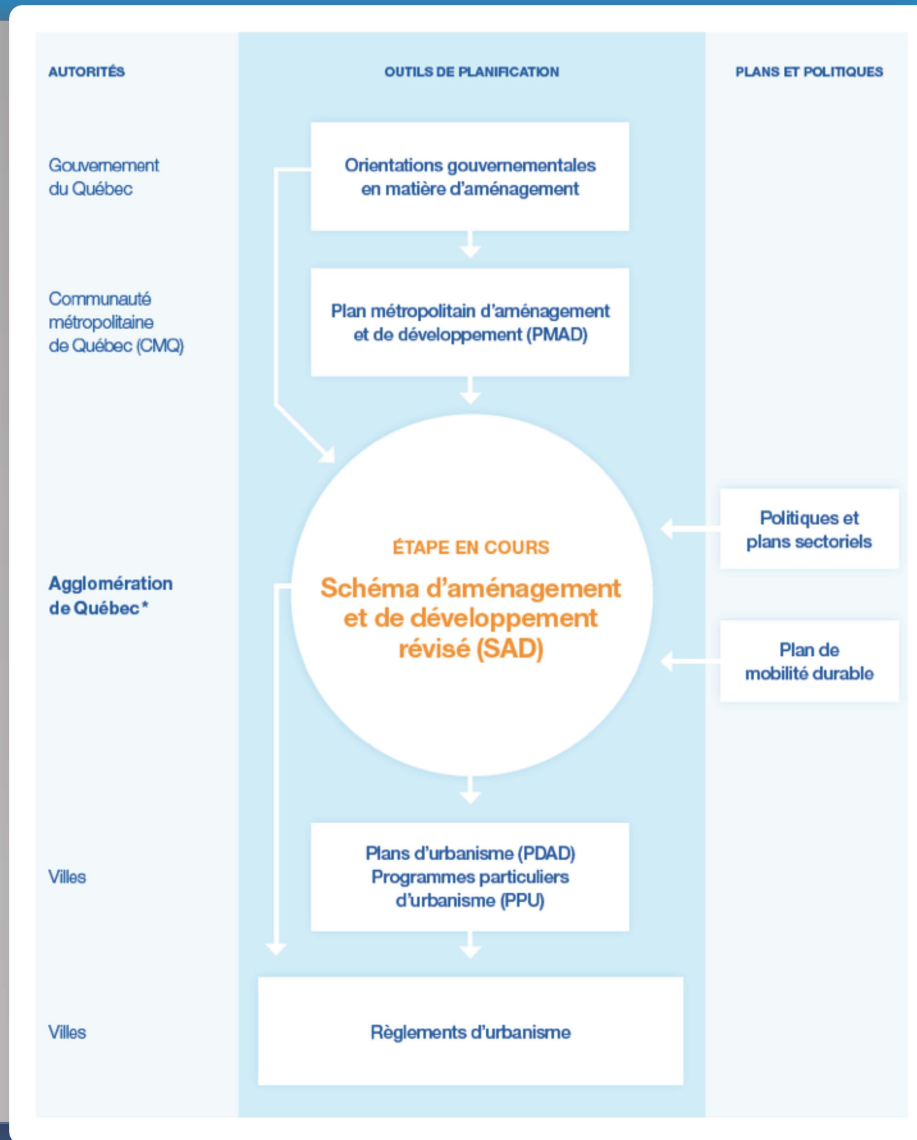 AUTORITÉS
OUTILS DE PLANIFICATION
PLANS ET POLITIQUES
Gouvernement
du Québec
Orientations gouvernementales
en matière d'aménagement
Communauté
métropolitaine
de Québec (CMQ)
Plan métropolitain d'aménagement
et de développement (PMAD)
Agglomération
de Québec*
ÉTAPE EN COURS
Schéma d'aménagement
et de développement
révisé (SAD)
Politiques et
plans sectoriels
Plan de
mobilité durable
Villes
Plans d'urbanisme (PDAD)
Programmes particuliers
d'urbanisme (PPU)
Villes
Règlements d'urbanisme